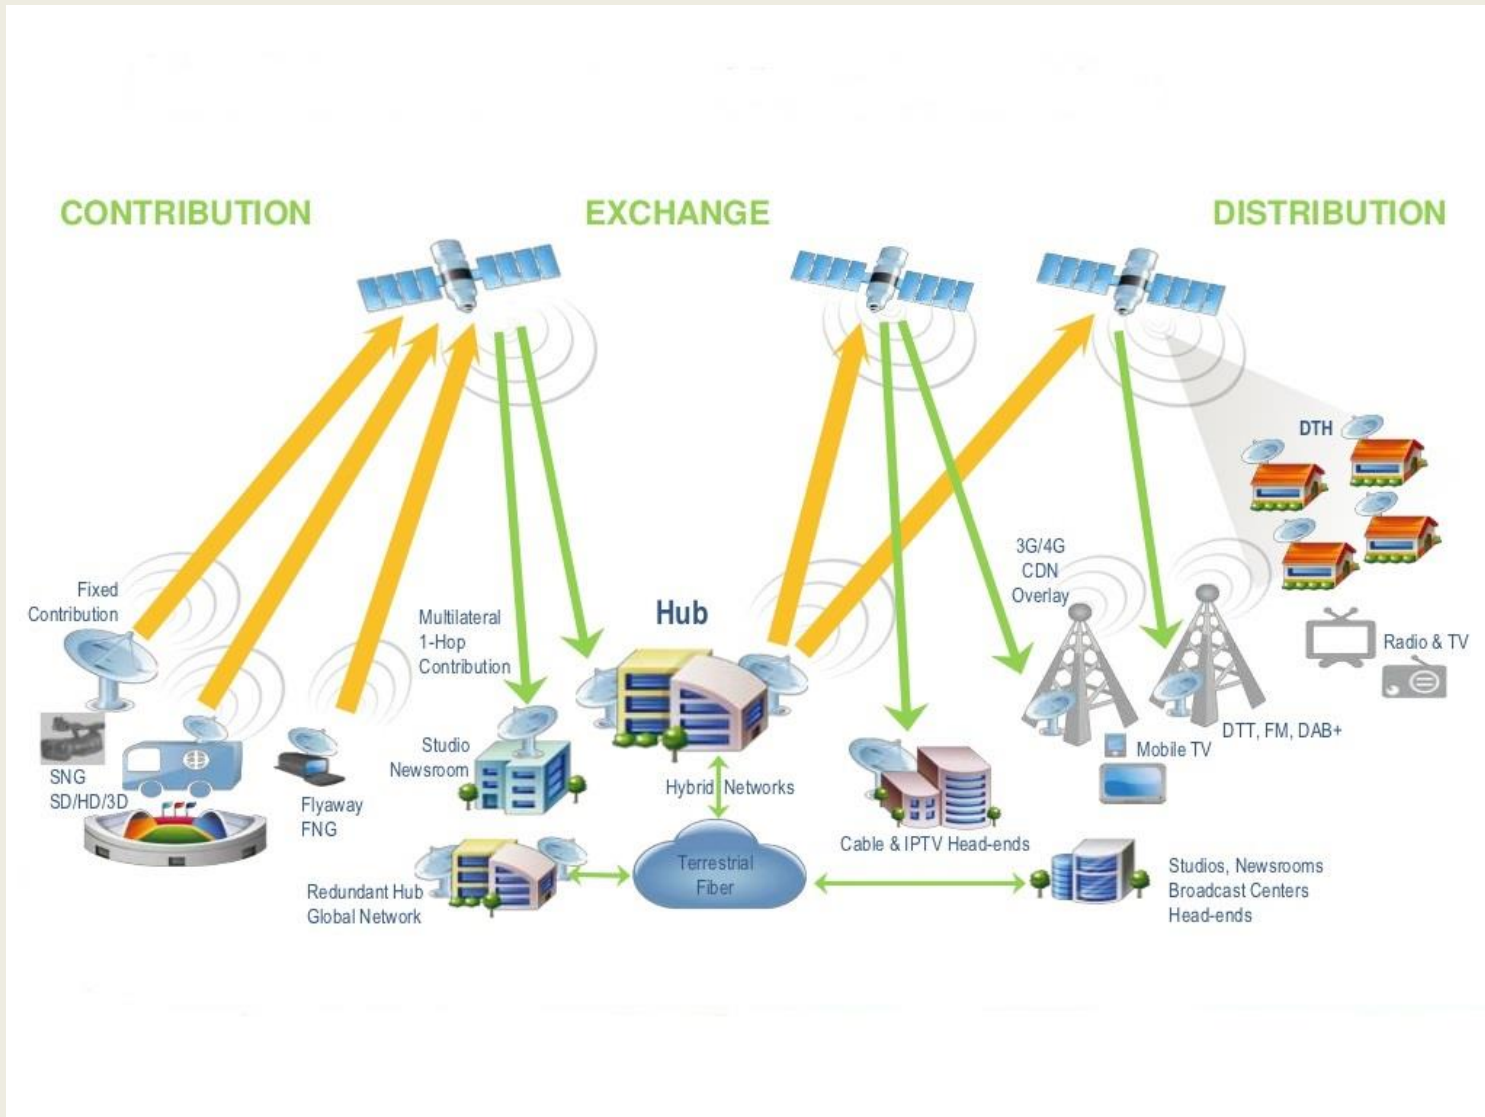 CONTRIBUTION
EXCHANGE
DISTRIBUTION
DTH
3G/4G
CDN
Overlay
Fixed
Contribution
Multilateral
1-Hop
Contribution
Hub
Radio & TV
DTT, FM, DAB+
Mobile TV
Studio
Newsroom
SNG
SD/HD/3D
Flyaway
FNG
Hybrid Networks
Cable & IPTV Head-ends
Terrestrial
Fiber
Redundant Hub
Global Network
Studios, Newsrooms
Broadcast Centers
Head-ends